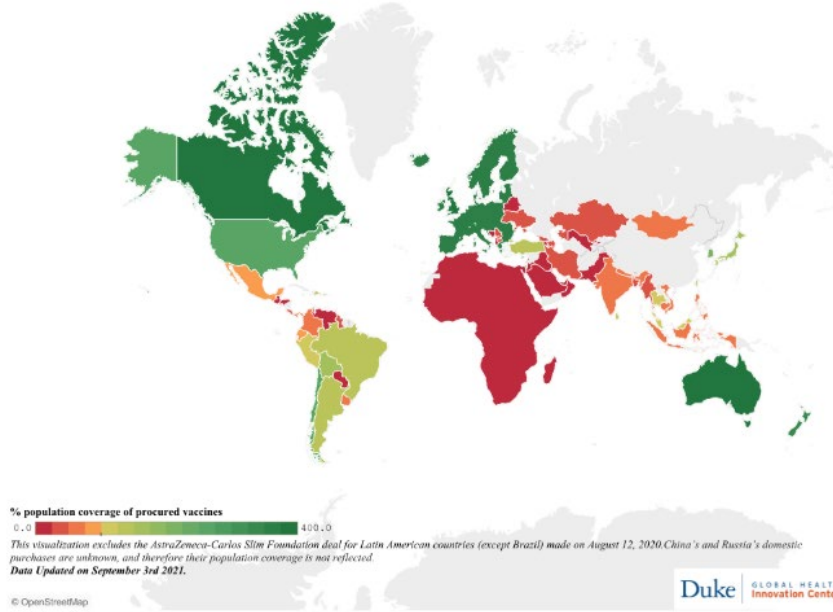 % population coverage of procured vaccines
0.0 400.0
This visualization excludes the AstraZeneca-Carlos Slim Foundation deal for Latin American countries (except Brazil) made on August 12, 2020.China's and Russia's domestic
purchases are unknown, and therefore their population coverage is not reflected.
Data Updated on September 3rd 2021.
© OpenStreetMap
Duke GLOBAL HEALT
Innovation Cente